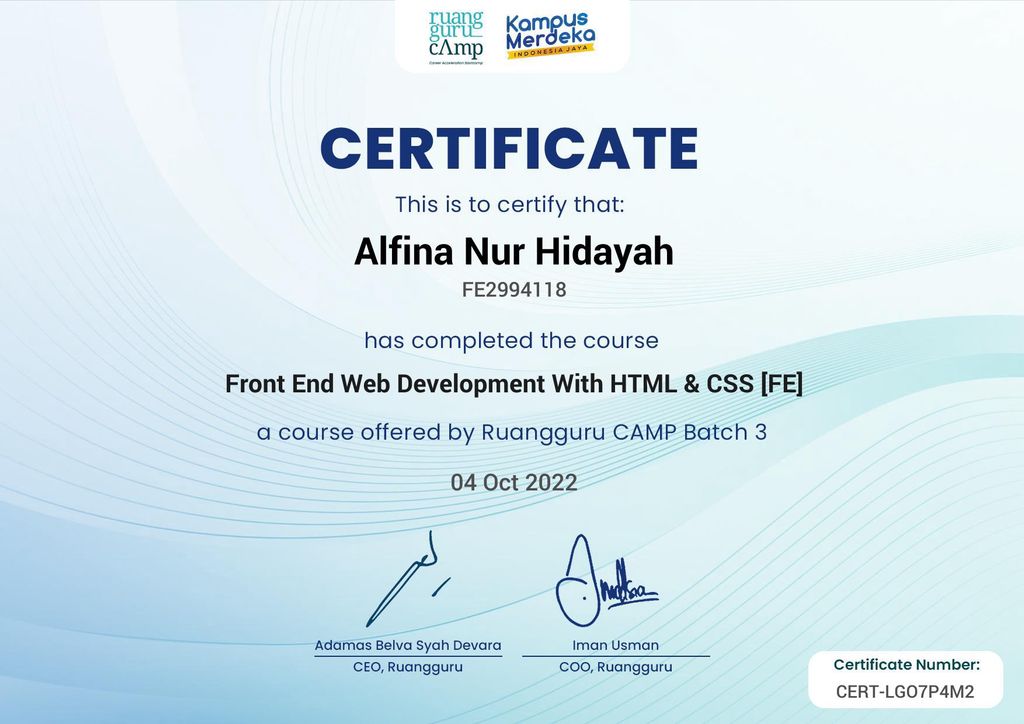 ruang
guru
cAmp
Career Acceleration Bootcamp
Kampus
Merdeka
INDONESIA JAYA
CERTIFICATE
This is to certify that:
Alfina Nur Hidayah
FE2994118
has completed the course
Front End Web Development With HTML & CSS [FE]
a course offered by Ruangguru CAMP Batch 3
04 Oct 2022
Adamas Belva Syah Devara
CEO, Ruangguru
Iman Usman
COO, Ruangguru
Certificate Number:
CERT-LGO7P4M2